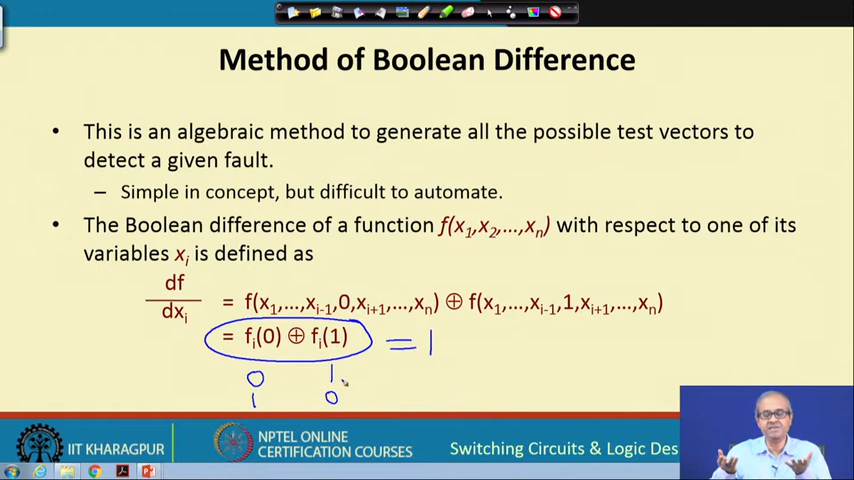 Method of Boolean Difference
• This is an algebraic method to generate all the possible test vectors to
detect a given fault.
– Simple in concept, but difficult to automate.
• The Boolean difference of a function f(x1,x2,...,xn) with respect to one of its
variables xi is defined as
df
dxi
= f(x1,...,xi-1,0,xi+1,...,xn) ⊕ f(x1,...,xi-1,1,xi+1,...,xn)
= fi(0) ⊕ fi(1) = 1
0 1
1 0
IIT KHARAGPUR
NPTEL ONLINE
CERTIFICATION COURSES
Switching Circuits & Logic Des